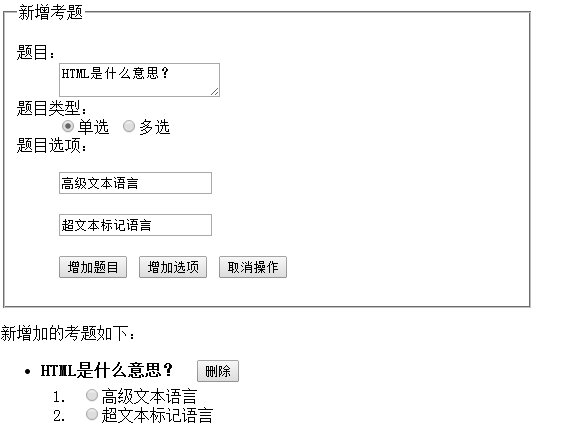 新增考题
题目：
HTML是什么意思？
题目类型：
单选 多选
题目选项：
高级文本语言
超文本标记语言
增加题目 增加选项 取消操作
新增加的考题如下：
HTML是什么意思？ 删除
1. 高级文本语言
2. 超文本标记语言